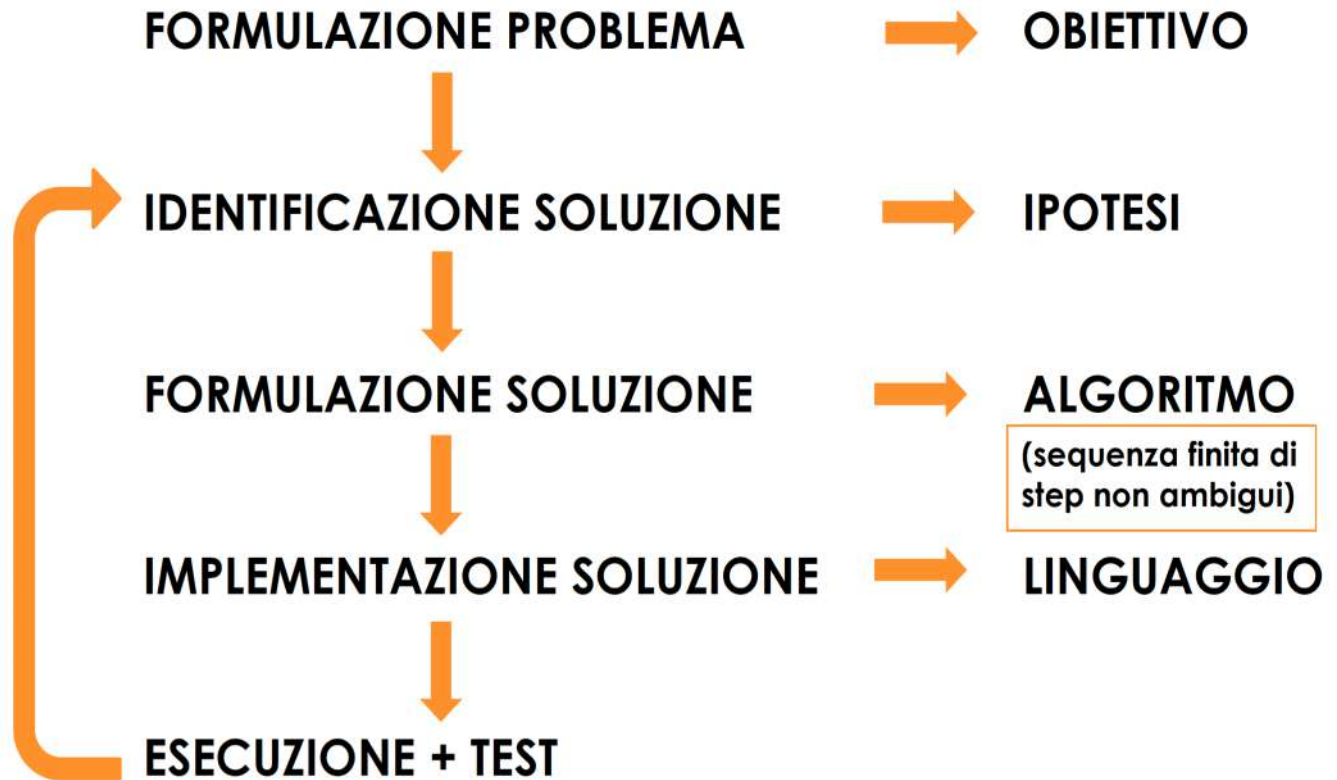 FORMULAZIONE PROBLEMA
OBIETTIVO
IDENTIFICAZIONE SOLUZIONE
IPOTESI
FORMULAZIONE SOLUZIONE
ALGORITMO
(sequenza finita di
step non ambigui)
IMPLEMENTAZIONE SOLUZIONE
LINGUAGGIO
ESECUZIONE + TEST